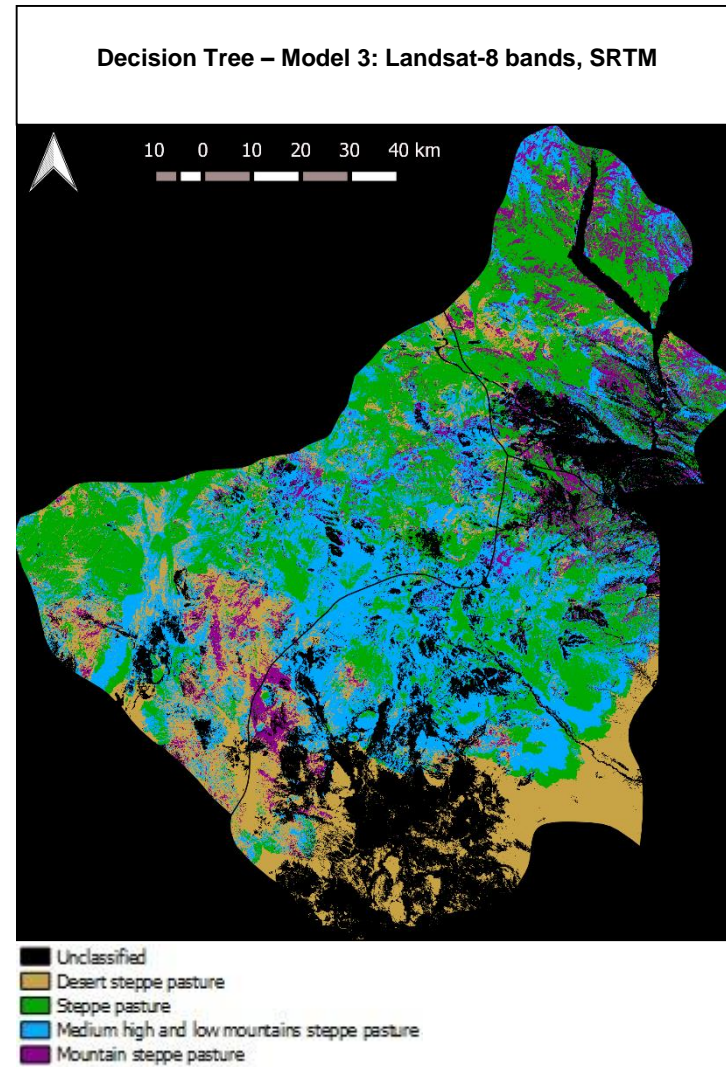 Decision Tree – Model 3: Landsat-8 bands, SRTM
10 0 10 20 30 40 km
Unclassified
Desert steppe pasture
Steppe pasture
Medium high and low mountains steppe pasture
Mountain steppe pasture